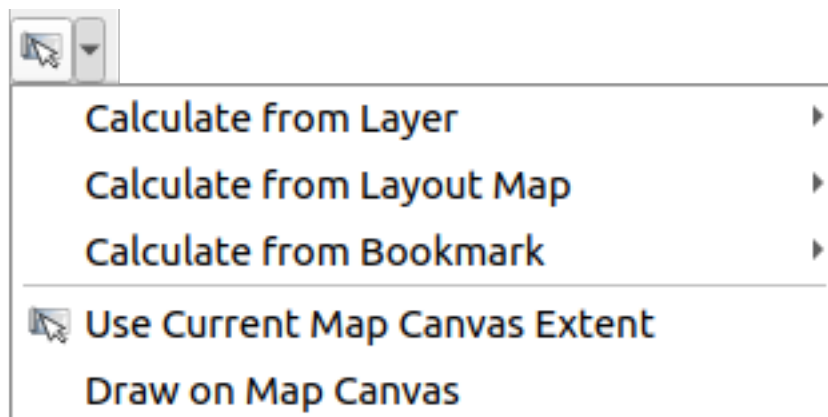 Calculate from Layer
Calculate from Layout Map
Calculate from Bookmark
Use Current Map Canvas Extent
Draw on Map Canvas